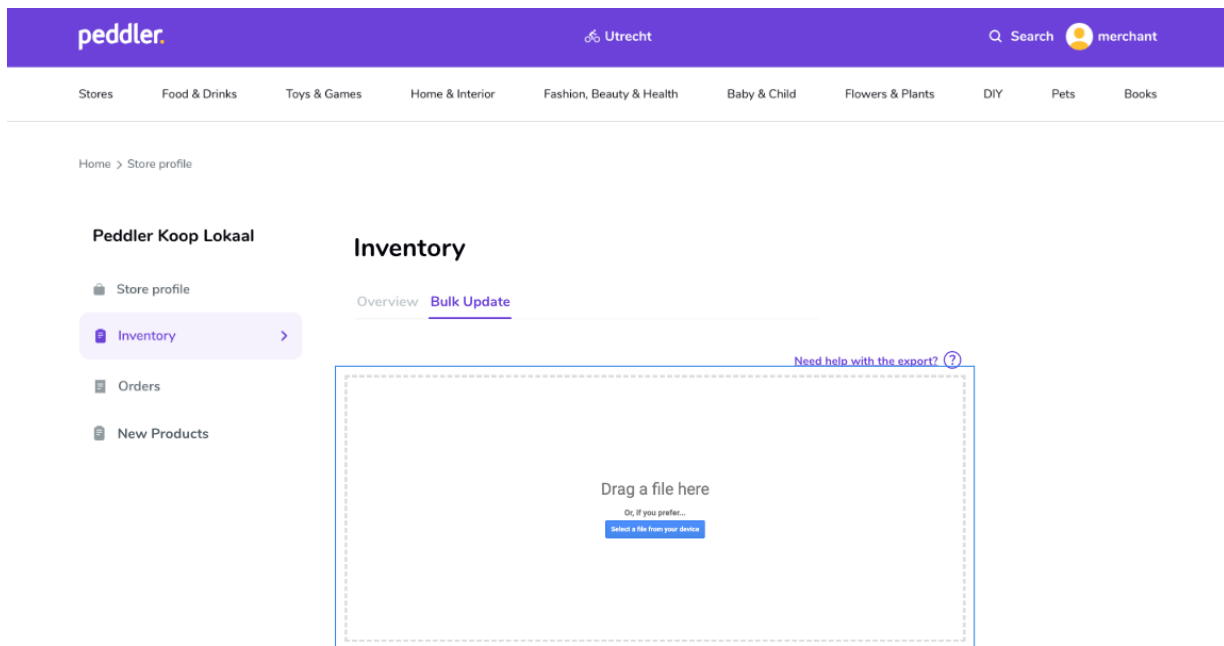 peddler.
Utrecht
Search
merchant
Stores
Food & Drinks
Toys & Games
Home & Interior
Fashion, Beauty & Health
Baby & Child
Flowers & Plants
DIY
Pets
Books
Home > Store profile
Peddler Koop Lokaal
Store profile
Inventory
Orders
New Products
Inventory
Overview
Bulk Update
Need help with the export? ?
Drag a file here
Or, if you prefer...
Select a file from your device